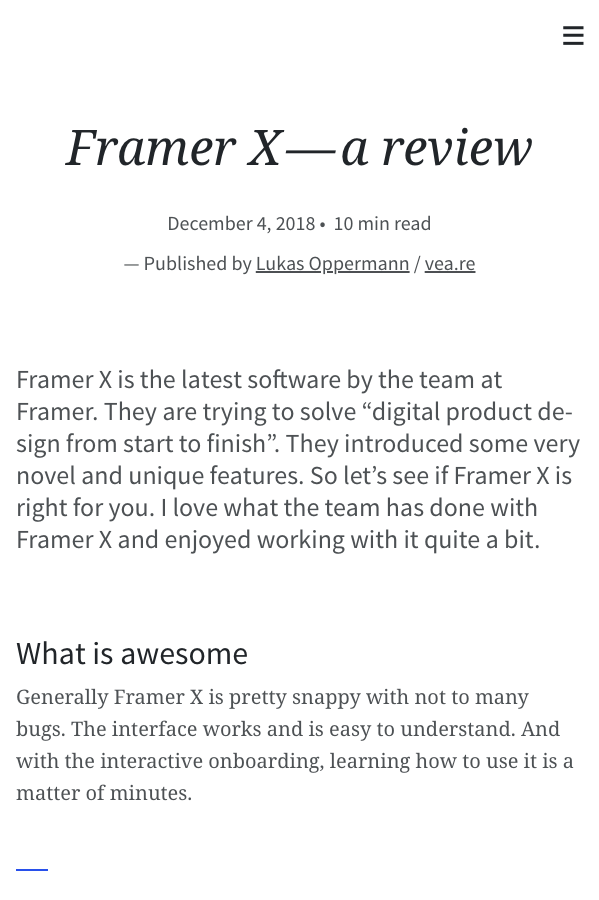 Framer X — a review
December 4, 2018 • 10 min read
— Published by Lukas Oppermann / vea.re
Framer X is the latest software by the team at
Framer. They are trying to solve “digital product de-
sign from start to finish”. They introduced some very
novel and unique features. So let’s see if Framer X is
right for you. I love what the team has done with
Framer X and enjoyed working with it quite a bit.
What is awesome
Generally Framer X is pretty snappy with not to many
bugs. The interface works and is easy to understand. And
with the interactive onboarding, learning how to use it is a
matter of minutes.